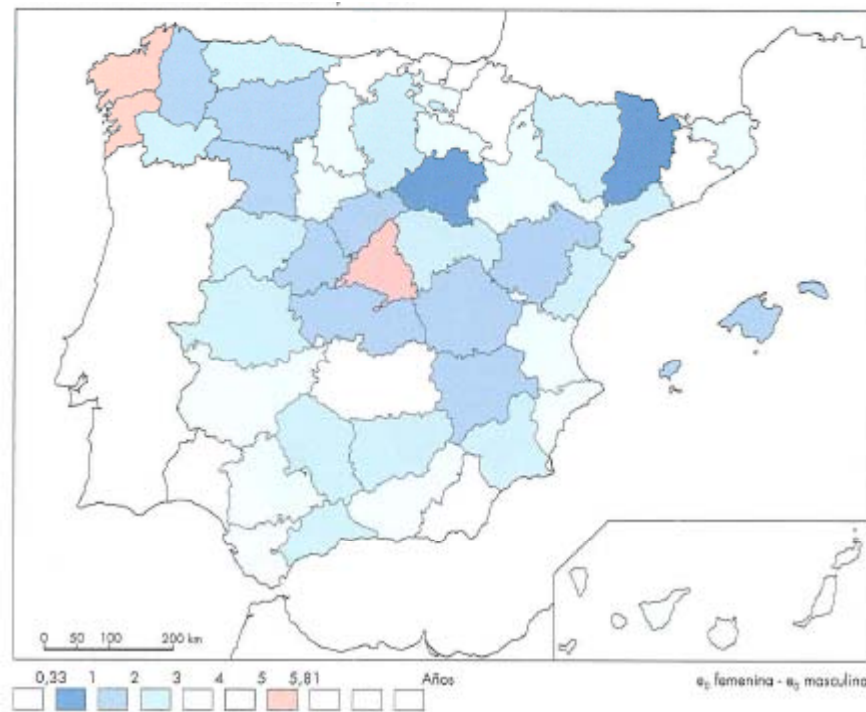 0 50 100 200 km
0,33 1 2 3 4 5 5,81 Años
e₀ femenina - e₀ masculina